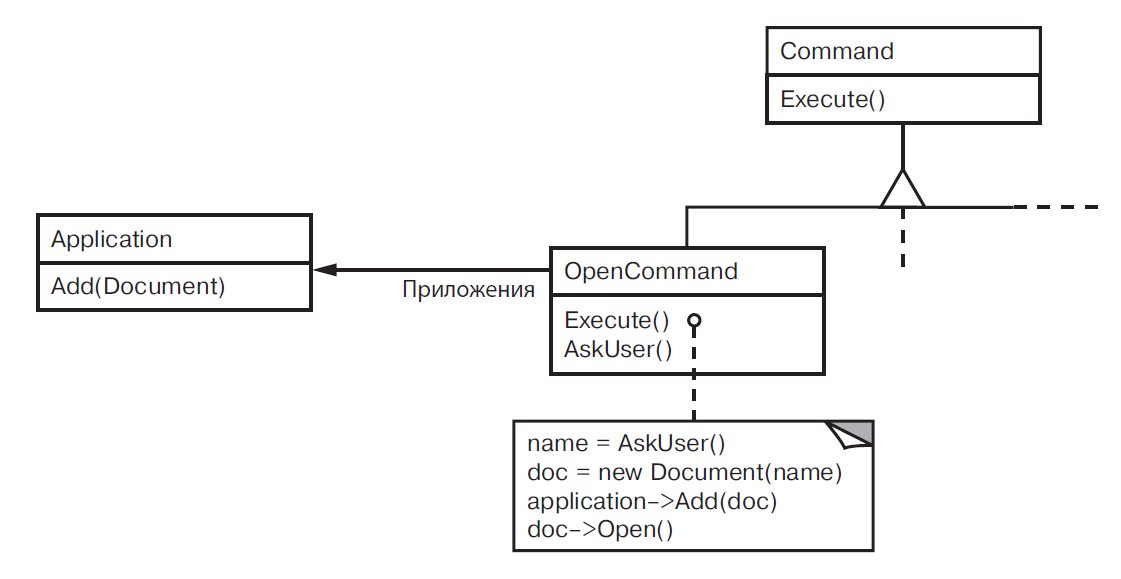 Command
Execute()
Application
Add(Document)
Приложения
OpenCommand
Execute()
AskUser()
name = AskUser()
doc = new Document(name)
application–>Add(doc)
doc–>Open()